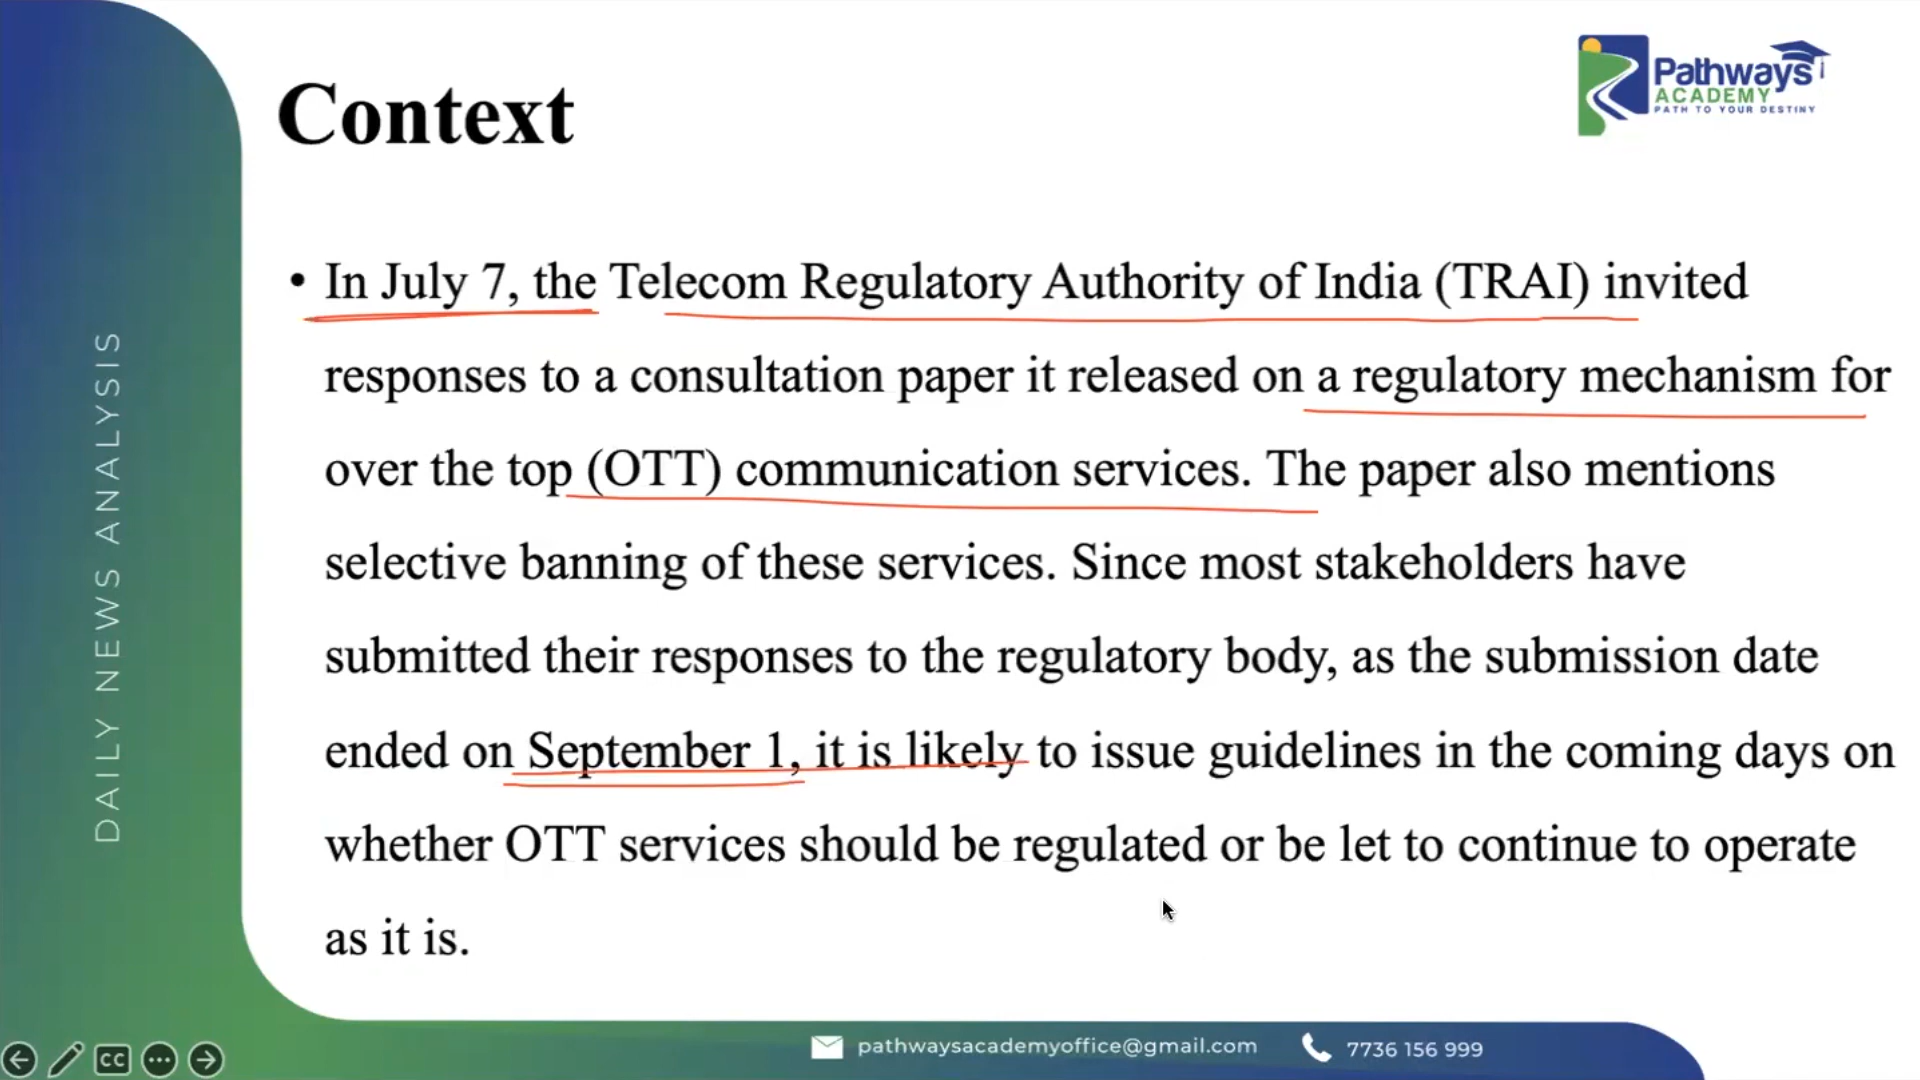 Pathways
ACADEMY
PATH TO YOUR DESTINY
Context
• In July 7, the Telecom Regulatory Authority of India (TRAI) invited
responses to a consultation paper it released on a regulatory mechanism for
over the top (OTT) communication services. The paper also mentions
selective banning of these services. Since most stakeholders have
submitted their responses to the regulatory body, as the submission date
ended on September 1, it is likely to issue guidelines in the coming days on
whether OTT services should be regulated or be let to continue to operate
as it is.
DAILY NEWS ANALYSIS
CC
pathwaysacademyoffice@gmail.com
7736 156 999